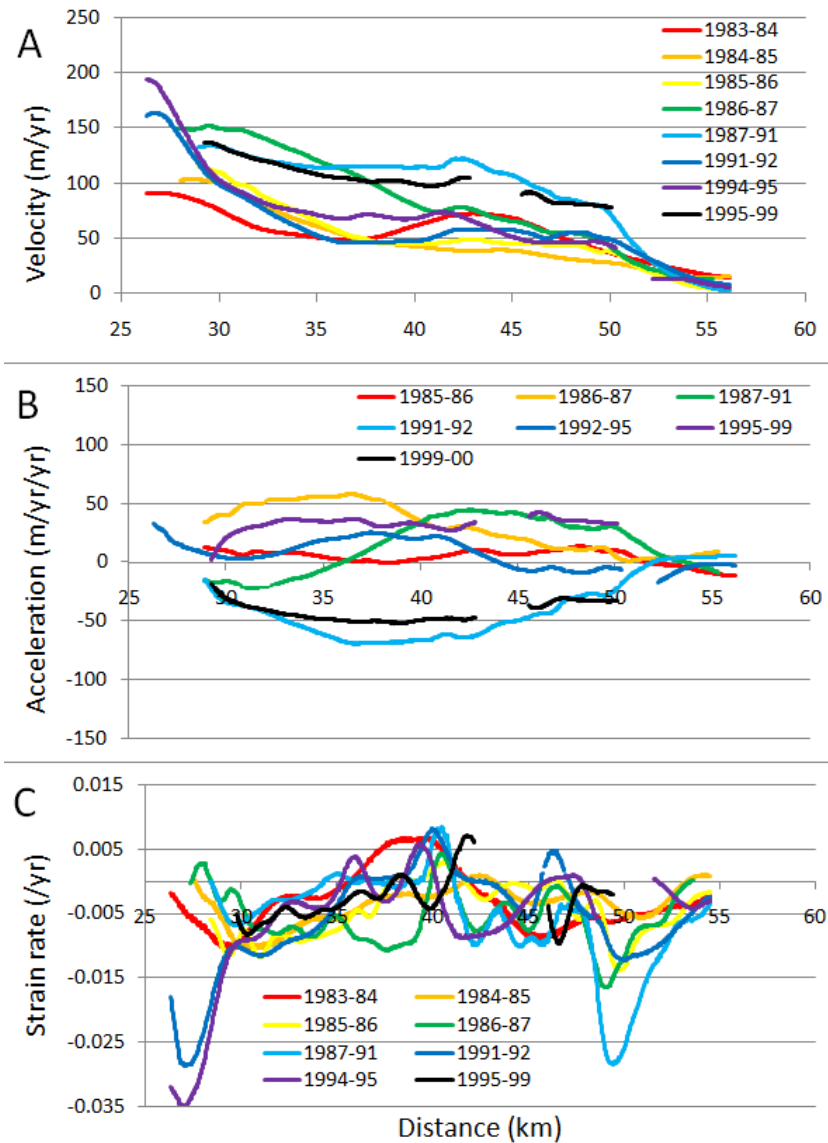 A
Velocity (m/yr)
250
200
150
100
50
0
25 30 35 40 45 50 55 60
1983-84
1984-85
1985-86
1986-87
1987-91
1991-92
1994-95
1995-99
B
Acceleration (m/yr/yr)
150
100
50
0
-50
-100
-150
25 30 35 40 45 50 55 60
1985-86 1986-87 1987-91
1991-92 1992-95 1995-99
1999-00
C
Strain rate (/yr)
0.015
0.005
-0.005
-0.015
-0.025
-0.035
25 30 35 40 45 50 55 60
1983-84 1984-85
1985-86 1986-87
1987-91 1991-92
1994-95 1995-99
Distance (km)